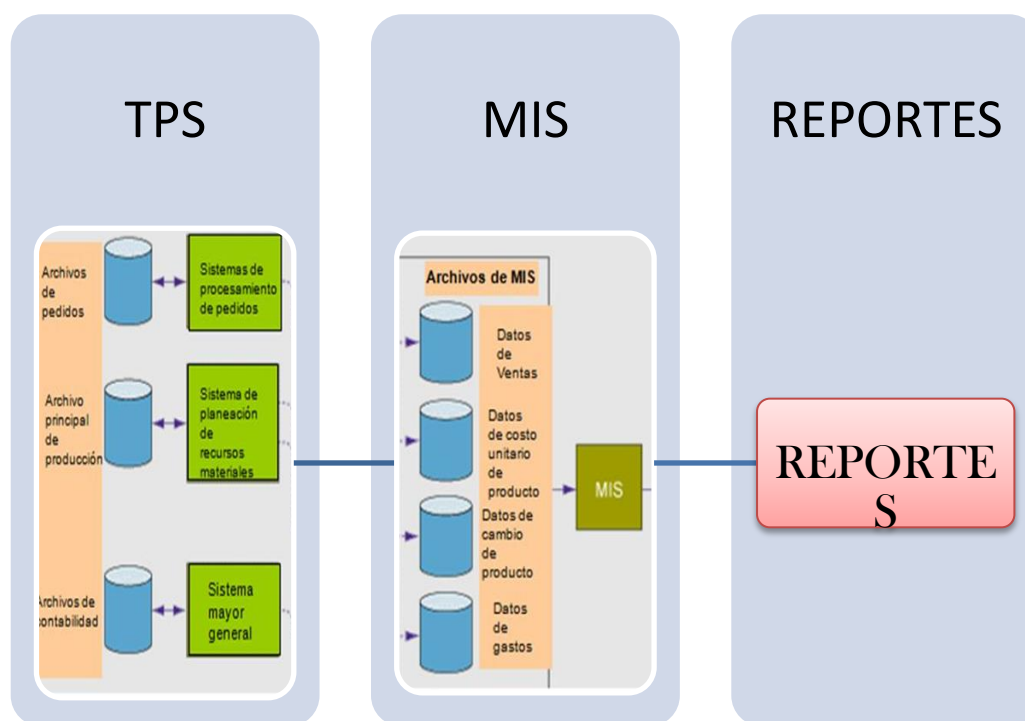 TPS
Archivos
de
pedidos
Sistemas de
procesamiento
de pedidos
Archivo
principal
de
producción
Sistema de
planeación
de
recursos
materiales
Archivos de
contabilidad
Sistema
mayor
general
MIS
Archivos de MIS
Datos
de
Ventas
Datos
de costo
unitario
de
producto
Datos de
cambio
de
producto
Datos
de
gastos
MIS
REPORTES
REPORTE
S